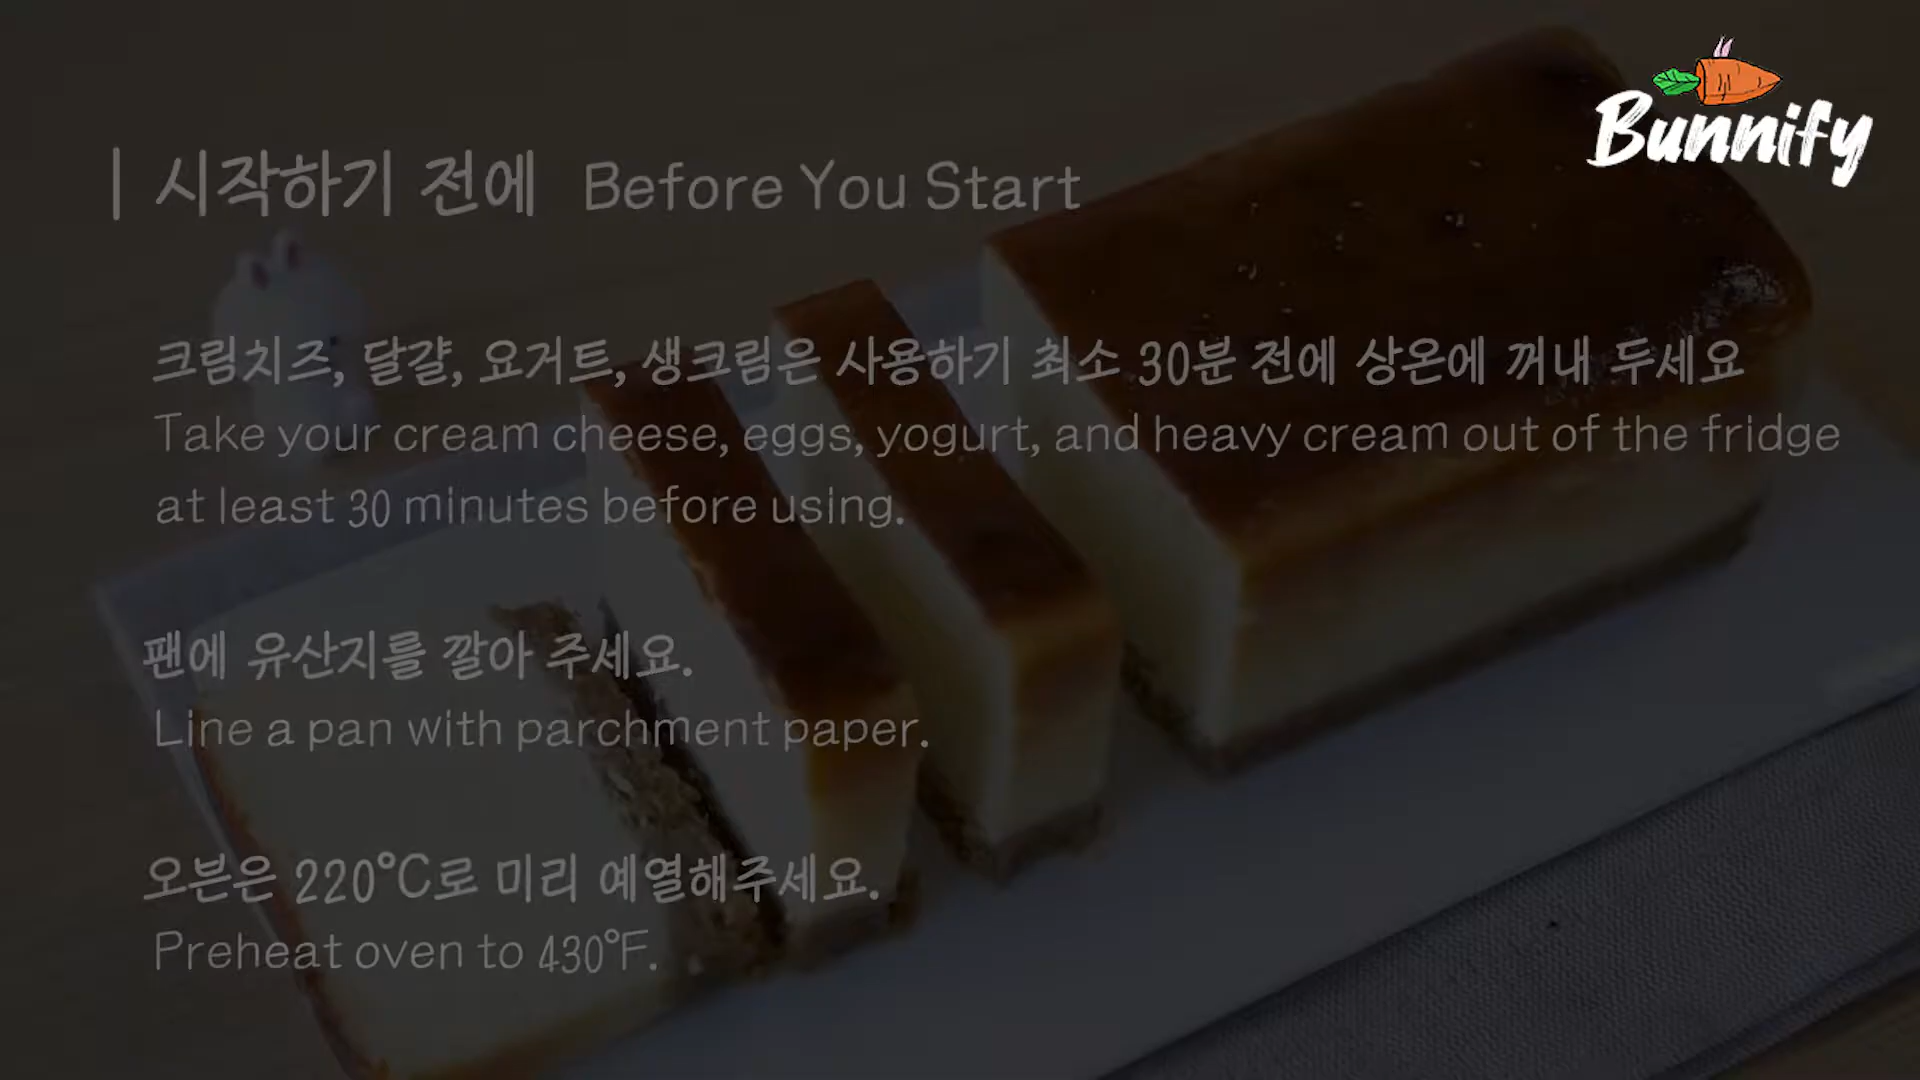 Bunnify
| 시작하기 전에 Before You Start
크림치즈, 달걀, 요거트, 생크림은 사용하기 최소 30분 전에 상온에 꺼내 두세요
Take your cream cheese, eggs, yogurt, and heavy cream out of the fridge
at least 30 minutes before using.
팬에 유산지를 깔아 주세요.
Line a pan with parchment paper.
오븐은 220°C로 미리 예열해주세요.
Preheat oven to 430°F.